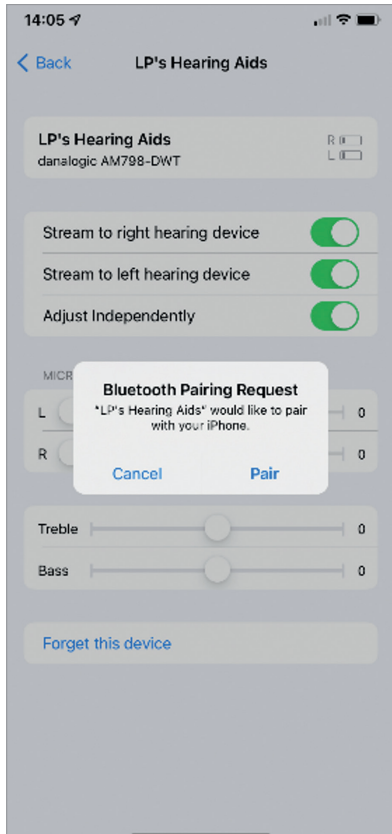 14:05
Back
LP's Hearing Aids
LP's Hearing Aids
danalogic AM798-DWT
R
L
Stream to right hearing device
Stream to left hearing device
Adjust Independently
MICR
Bluetooth Pairing Request
"LP's Hearing Aids" would like to pair
with your iPhone.
Cancel Pair
L 0
R 0
Treble 0
Bass 0
Forget this device